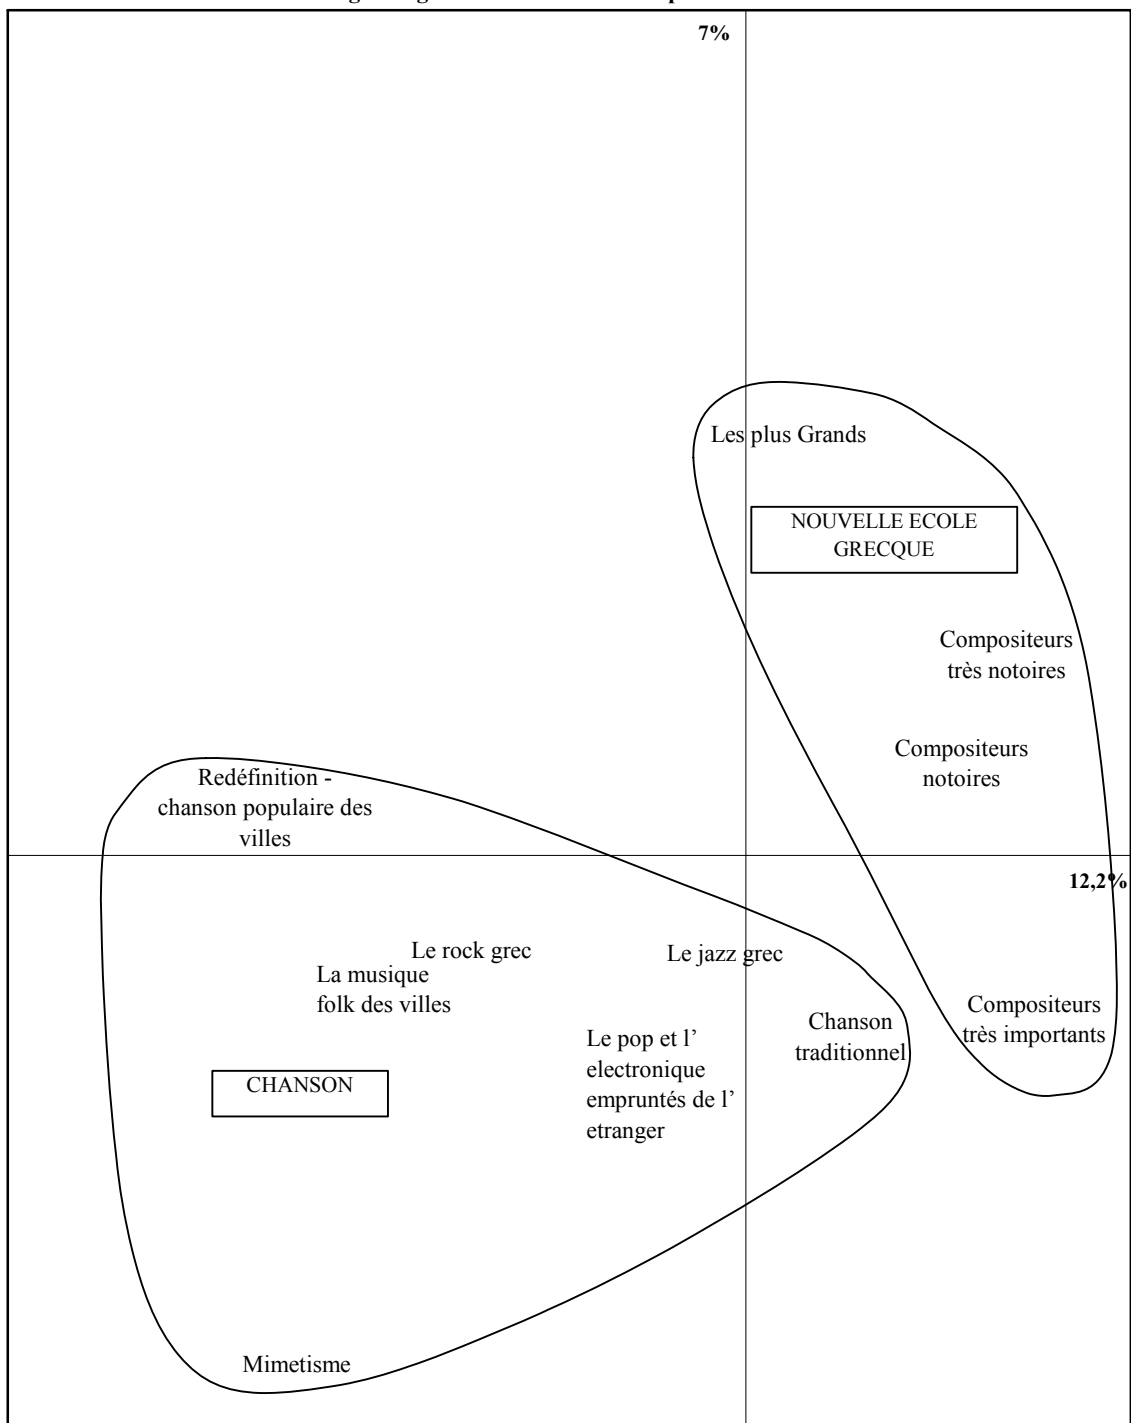 7%
Les plus Grands
NOUVELLE ECOLE
GRECQUE
Compositeurs
très notoires
Compositeurs
notoires
Redéfinition -
chanson populaire des
villes
12,2%
Le rock grec
Le jazz grec
La musique
folk des villes
Compositeurs
très importants
Chanson
traditionnel
Le pop et l’
electronique
empruntés de l’
etranger
CHANSON
Mimetisme